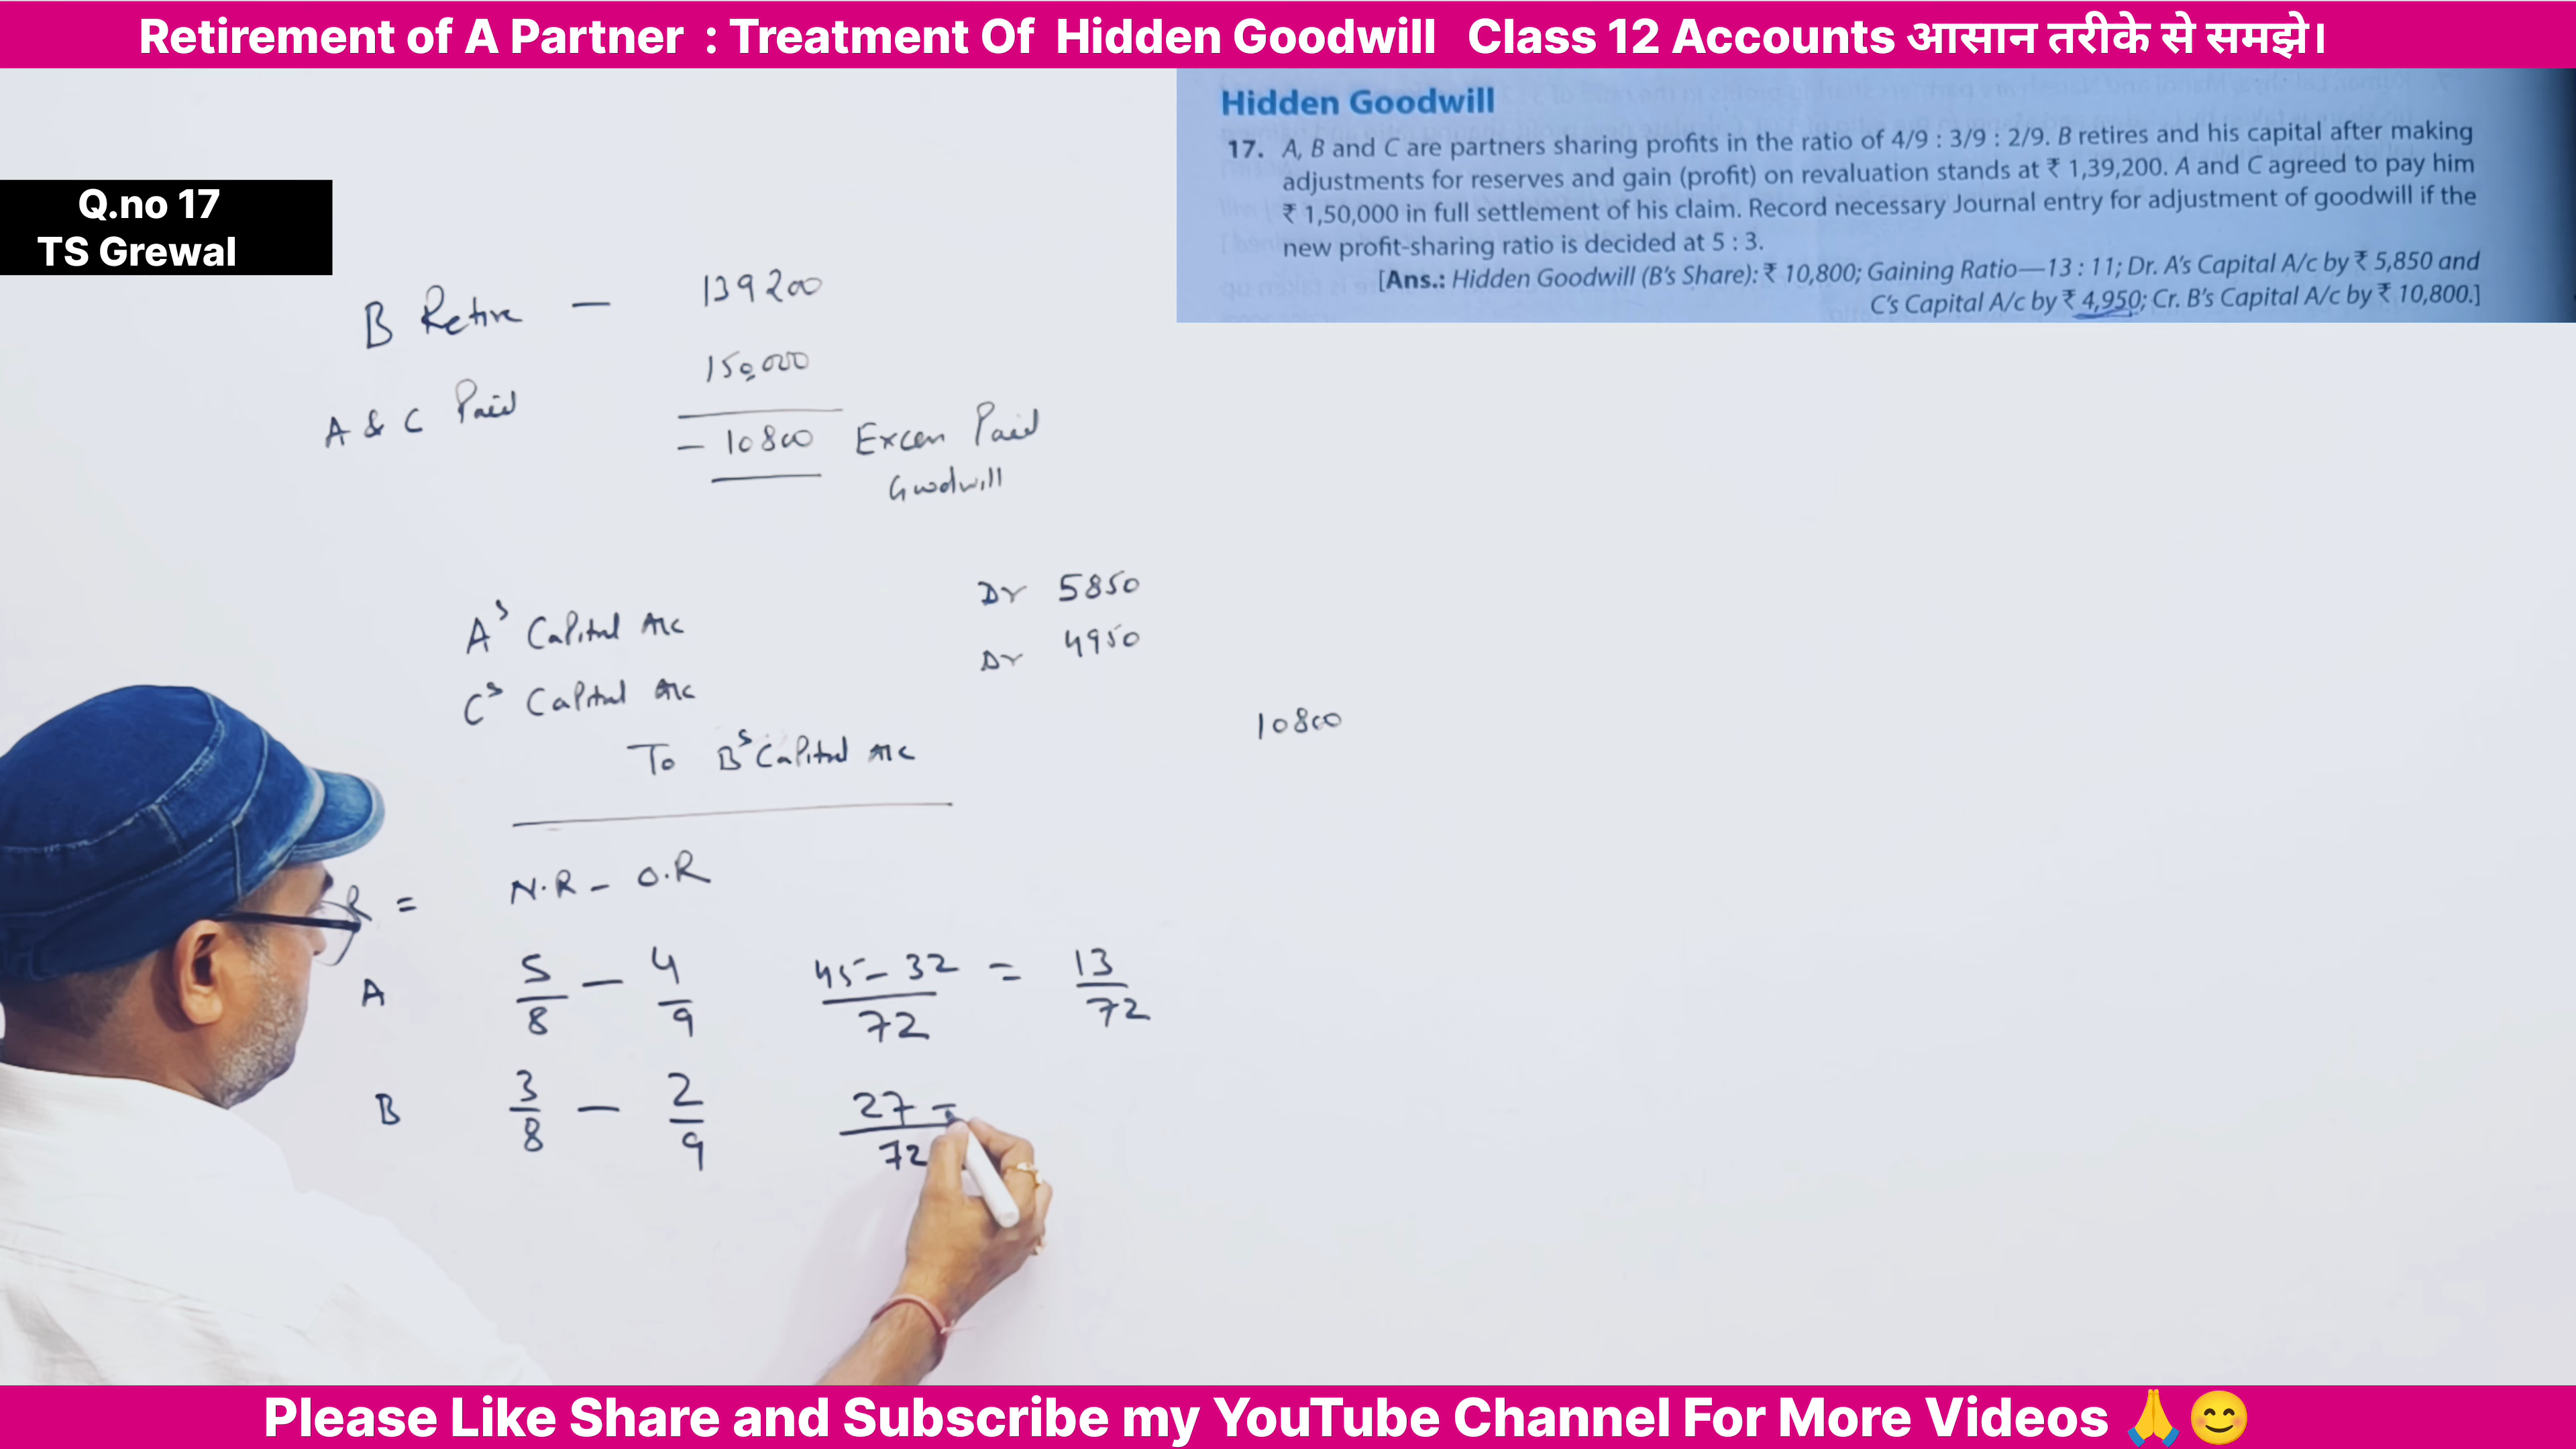 Retirement of A Partner : Treatment Of Hidden Goodwill Class 12 Accounts आसान तरीके से समझे।
Q.no 17
TS Grewal
Hidden Goodwill
17. A, B and C are partners sharing profits in the ratio of 4/9 : 3/9 : 2/9. B retires and his capital after making
adjustments for reserves and gain (profit) on revaluation stands at ₹ 1,39,200. A and C agreed to pay him
₹ 1,50,000 in full settlement of his claim. Record necessary Journal entry for adjustment of goodwill if the
new profit-sharing ratio is decided at 5 : 3.
[Ans.: Hidden Goodwill (B's Share): ₹ 10,800; Gaining Ratio—13 : 11; Dr. A's Capital A/c by ₹ 5,850 and
C's Capital A/c by ₹ 4,950; Cr. B's Capital A/c by ₹ 10,800.]
B Retire — 139200
A & C Paid 150,000
- 10800 Excen Paid
Goodwill
A's Capital A/c Dr 5850
C's Capital A/c Dr 4950
To B's Capital A/c 10800
R = N.R - O.R
A 5/8 - 4/9 45-32/72 = 13/72
B 3/8 - 2/9 27 -/72
Please Like Share and Subscribe my YouTube Channel For More Videos 🙏😊